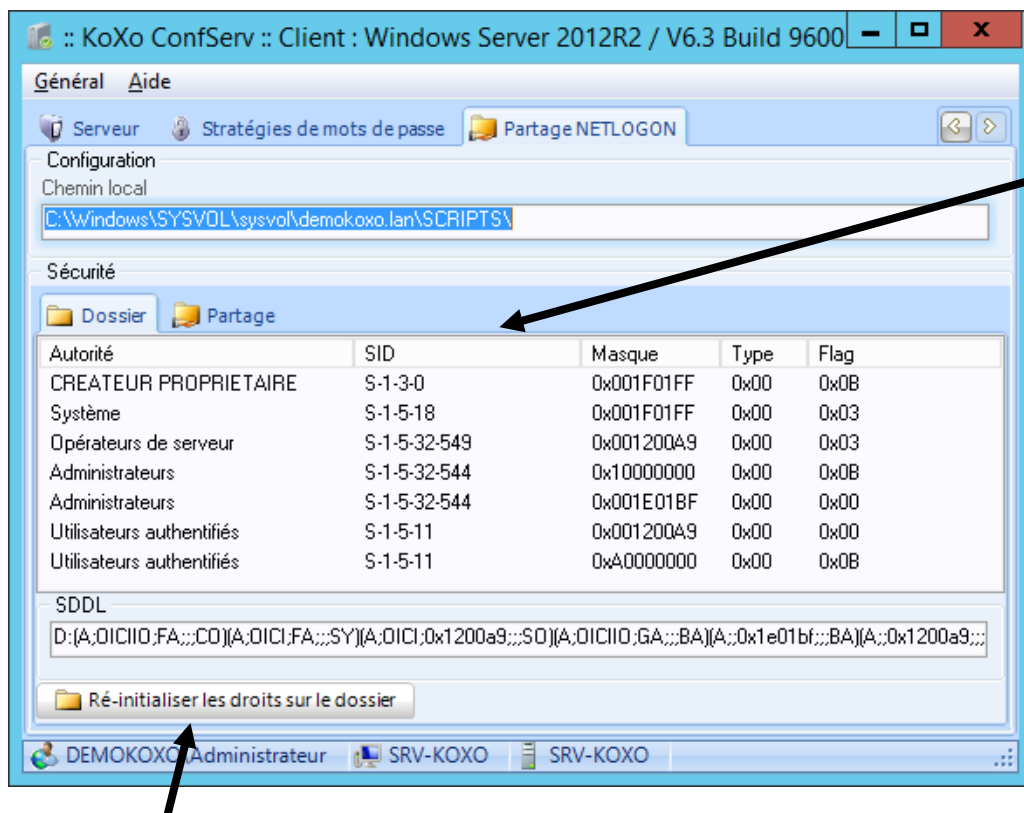 :: KoXo ConfServ :: Client : Windows Server 2012R2 / V6.3 Build 9600
Général Aide
Serveur Stratégies de mots de passe Partage NETLOGON
Configuration
Chemin local
C:\Windows\SYSVOL\sysvol\demokoxo.lan\SCRIPTS\
Sécurité
Dossier Partage
Autorité SID Masque Type Flag
CREATEUR PROPRIETAIRE S-1-3-0 0x001F01FF 0x00 0x0B
Système S-1-5-18 0x001F01FF 0x00 0x03
Opérateurs de serveur S-1-5-32-549 0x001200A9 0x00 0x03
Administrateurs S-1-5-32-544 0x10000000 0x00 0x0B
Administrateurs S-1-5-32-544 0x001E01BF 0x00 0x00
Utilisateurs authentifiés S-1-5-11 0x001200A9 0x00 0x00
Utilisateurs authentifiés S-1-5-11 0xA0000000 0x00 0x0B
SDDL
D:(A;OICIIO;FA;;;CO)(A;OICI;FA;;;SY)(A;OICI;0x1200a9;;;SO)(A;OICIIO;GA;;;BA)(A;;0x1e01bf;;;BA)(A;;0x1200a9;;;
Ré-initialiser les droits sur le dossier
DEMOKOXO\Administrateur SRV-KOXO SRV-KOXO